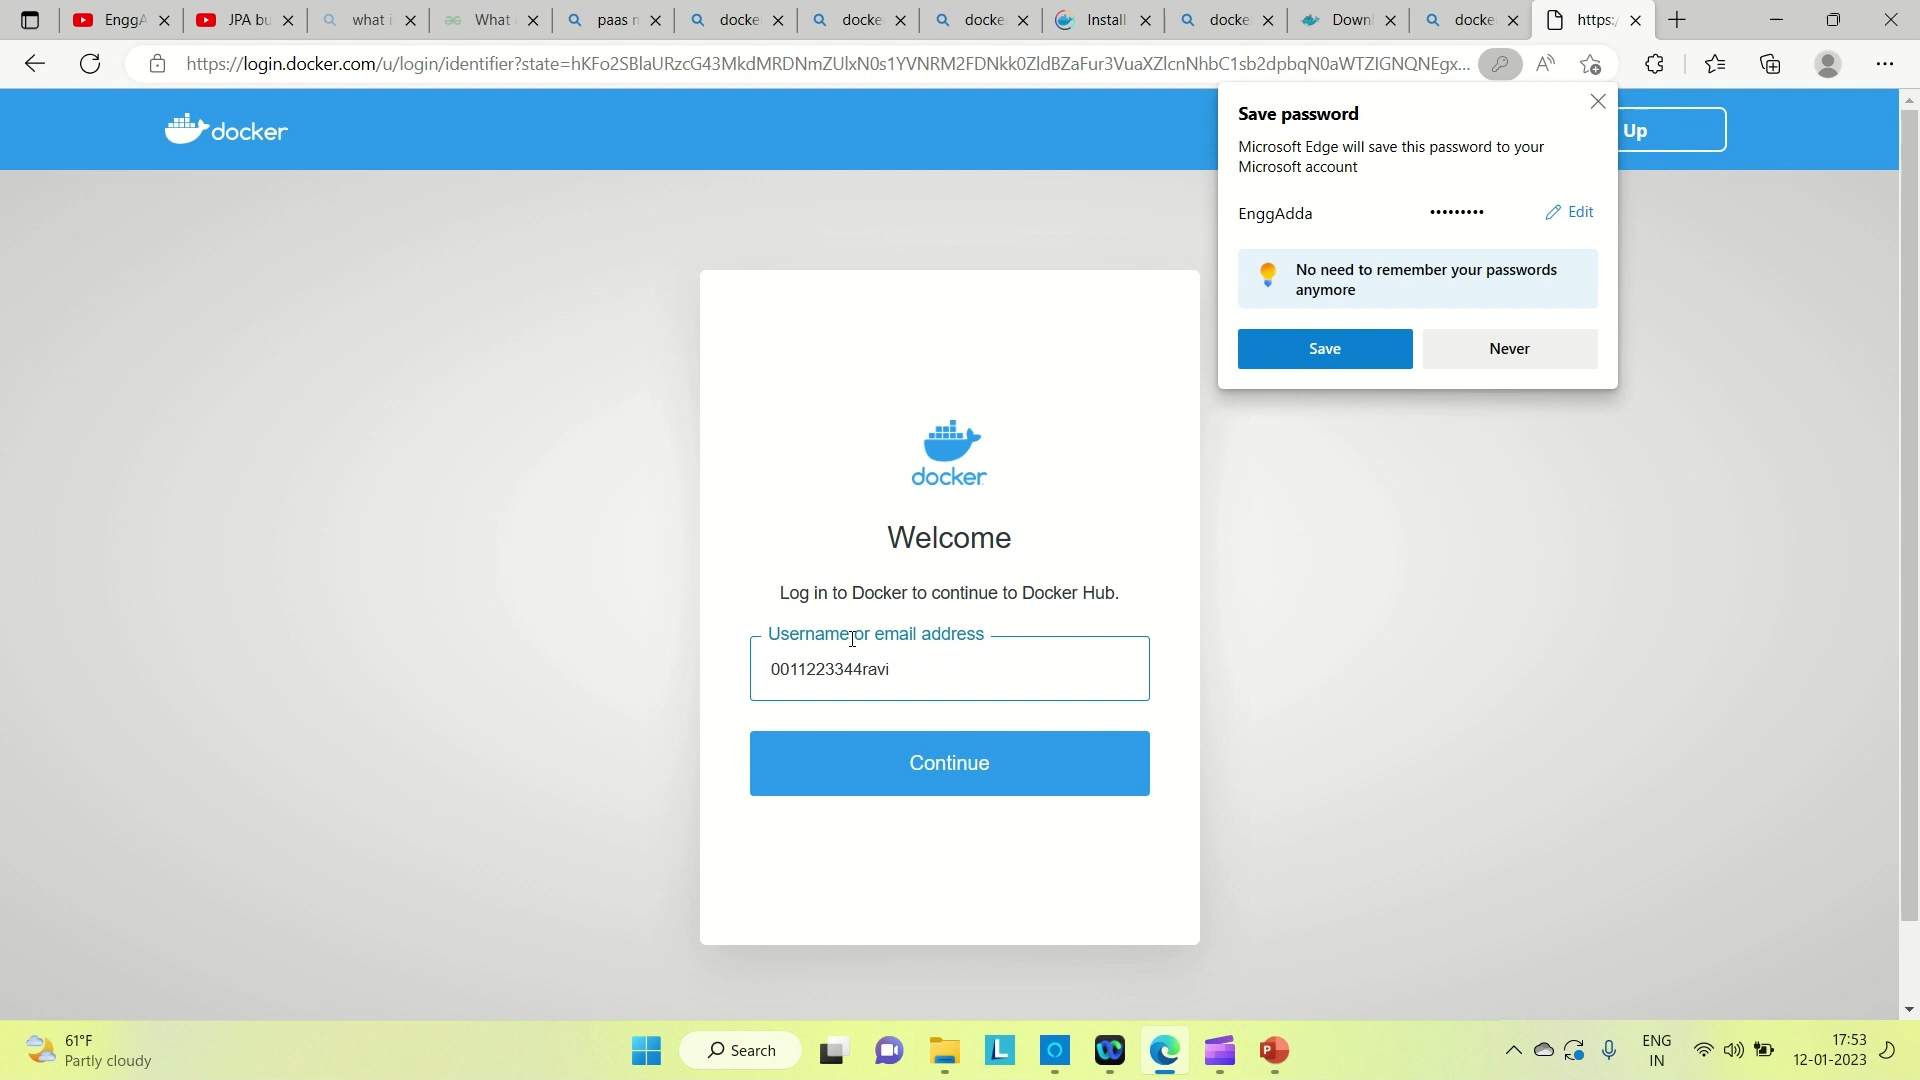 EnggA
JPA bu
what i
What i
paas n
docke
docke
docke
Install
docke
Downl
docke
https:/
https://login.docker.com/u/login/identifier?state=hKFo2SBlaURzcG43MkdMRDNmZUlxN0s1YVNRM2FDNkk0ZldBZaFur3VuaXZlcnNhbC1sb2dpbqN0aWTZIGNQNEgx...
docker
Up
Save password
Microsoft Edge will save this password to your
Microsoft account
EnggAdda ••••••••• Edit
No need to remember your passwords
anymore
Save Never
docker
Welcome
Log in to Docker to continue to Docker Hub.
Username or email address
0011223344ravi
Continue
61°F
Partly cloudy
Search
ENG
IN
17:53
12-01-2023